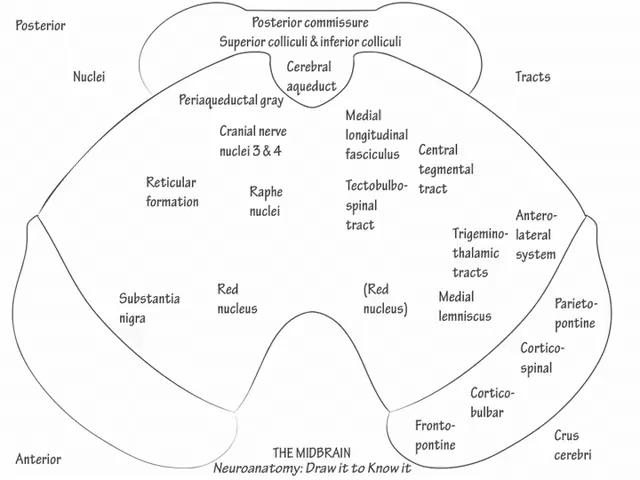 Posterior
Posterior commissure
Superior colliculi & inferior colliculi
Nuclei
Cerebral
aqueduct
Tracts
Periaqueductal gray
Cranial nerve
nuclei 3 & 4
Medial
longitudinal
fasciculus
Central
tegmental
tract
Reticular
formation
Raphe
nuclei
Tectobulbo-
spinal
tract
Antero-
lateral
system
Trigemino-
thalamic
tracts
Substantia
nigra
Red
nucleus
(Red
nucleus)
Medial
lemniscus
Parieto-
pontine
Cortico-
spinal
Cortico-
bulbar
Fronto-
pontine
Crus
cerebri
Anterior
THE MIDBRAIN
Neuroanatomy: Draw it to Know it